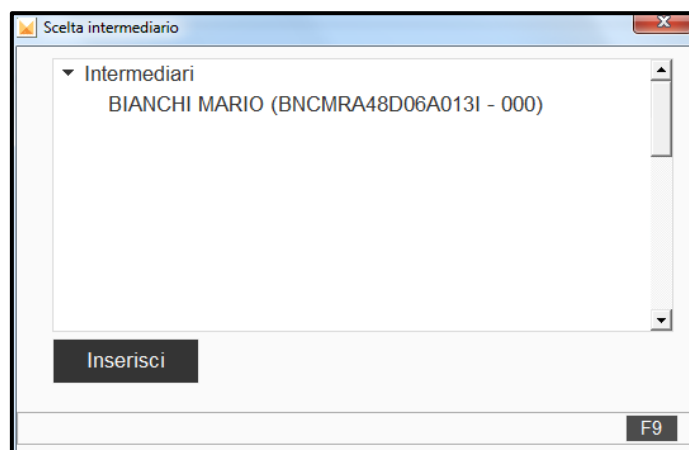 Scelta intermediario
Intermediari
BIANCHI MARIO (BNCMRA48D06A013I - 000)
Inserisci
F9